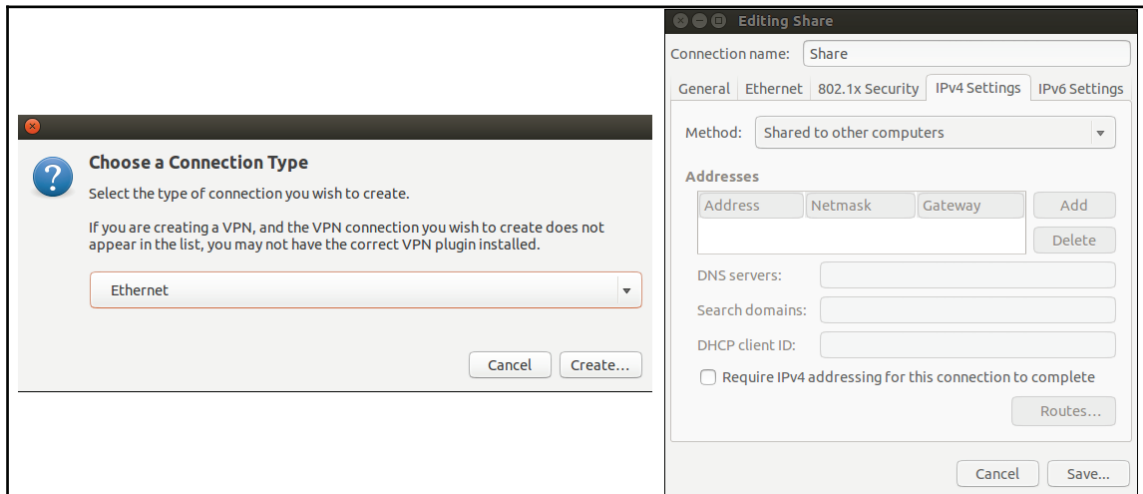 Choose a Connection Type
Select the type of connection you wish to create.
If you are creating a VPN, and the VPN connection you wish to create does not
appear in the list, you may not have the correct VPN plugin installed.
Ethernet
Cancel Create...
Editing Share
Connection name: Share
General Ethernet 802.1x Security IPv4 Settings IPv6 Settings
Method: Shared to other computers
Addresses
Address Netmask Gateway Add
Delete
DNS servers:
Search domains:
DHCP client ID:
Require IPv4 addressing for this connection to complete
Routes...
Cancel Save...